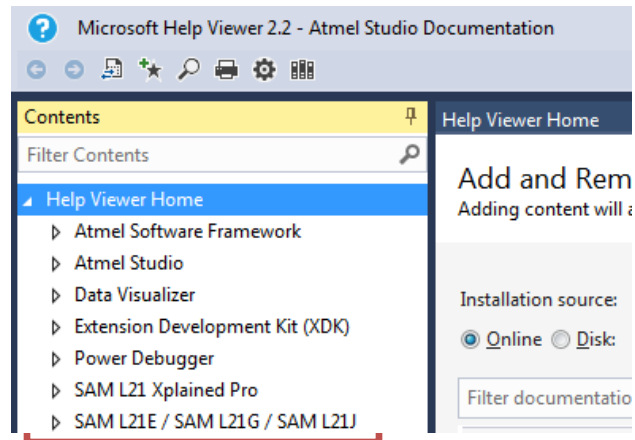 Microsoft Help Viewer 2.2 - Atmel Studio Documentation
Contents
Filter Contents
Help Viewer Home
Atmel Software Framework
Atmel Studio
Data Visualizer
Extension Development Kit (XDK)
Power Debugger
SAM L21 Xplained Pro
SAM L21E / SAM L21G / SAM L21J
Help Viewer Home
Add and Rem
Adding content will a
Installation source:
Online Disk:
Filter documentatio